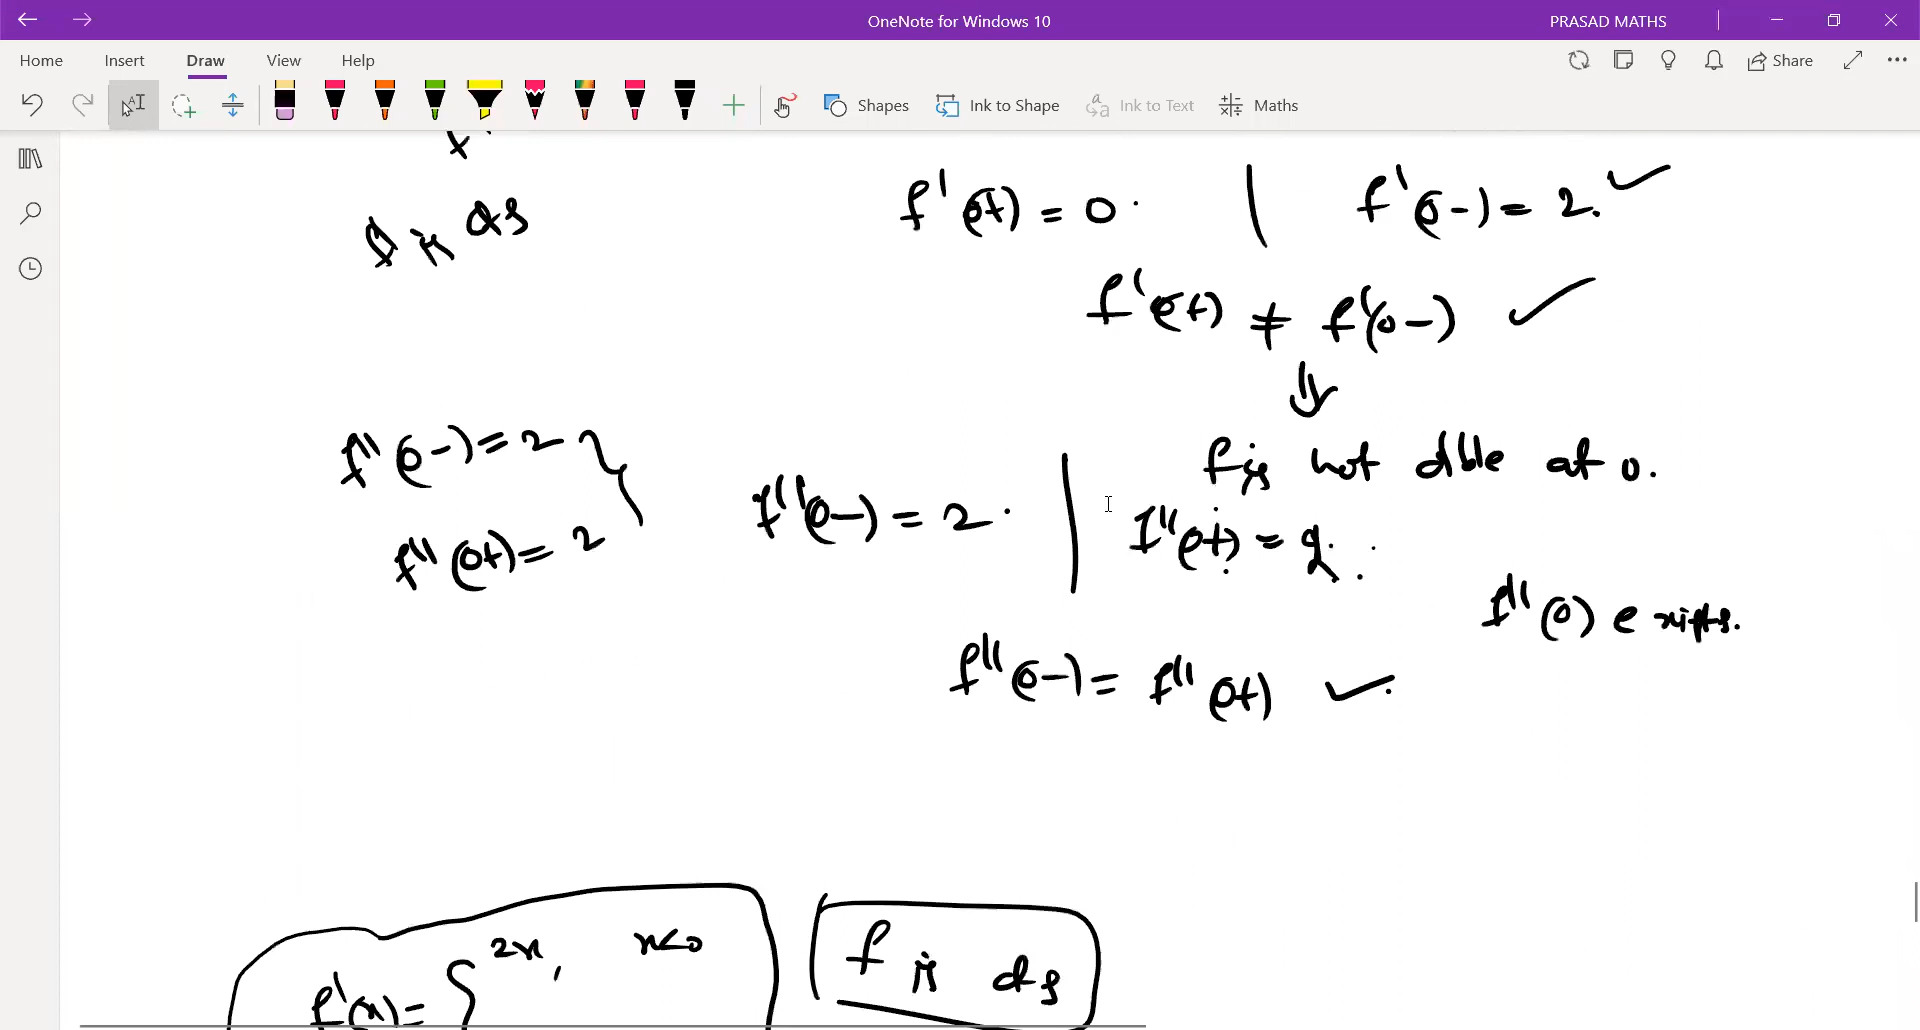 OneNote for Windows 10
PRASAD MATHS
Home Insert Draw View Help
Share
Shapes Ink to Shape Ink to Text Maths
f is
f'(0+) = 0. | f'(0-) = 2.
f'(0+) ≠ f'(0-)
⇓
f is not dble at 0.
f''(0-) = 2
f''(0+) = 2
f''(0-) = 2. | f''(0+) = 2
f''(0) exists.
f''(0-) = f''(0+)
f'(x) = { 2x, x<0
f is